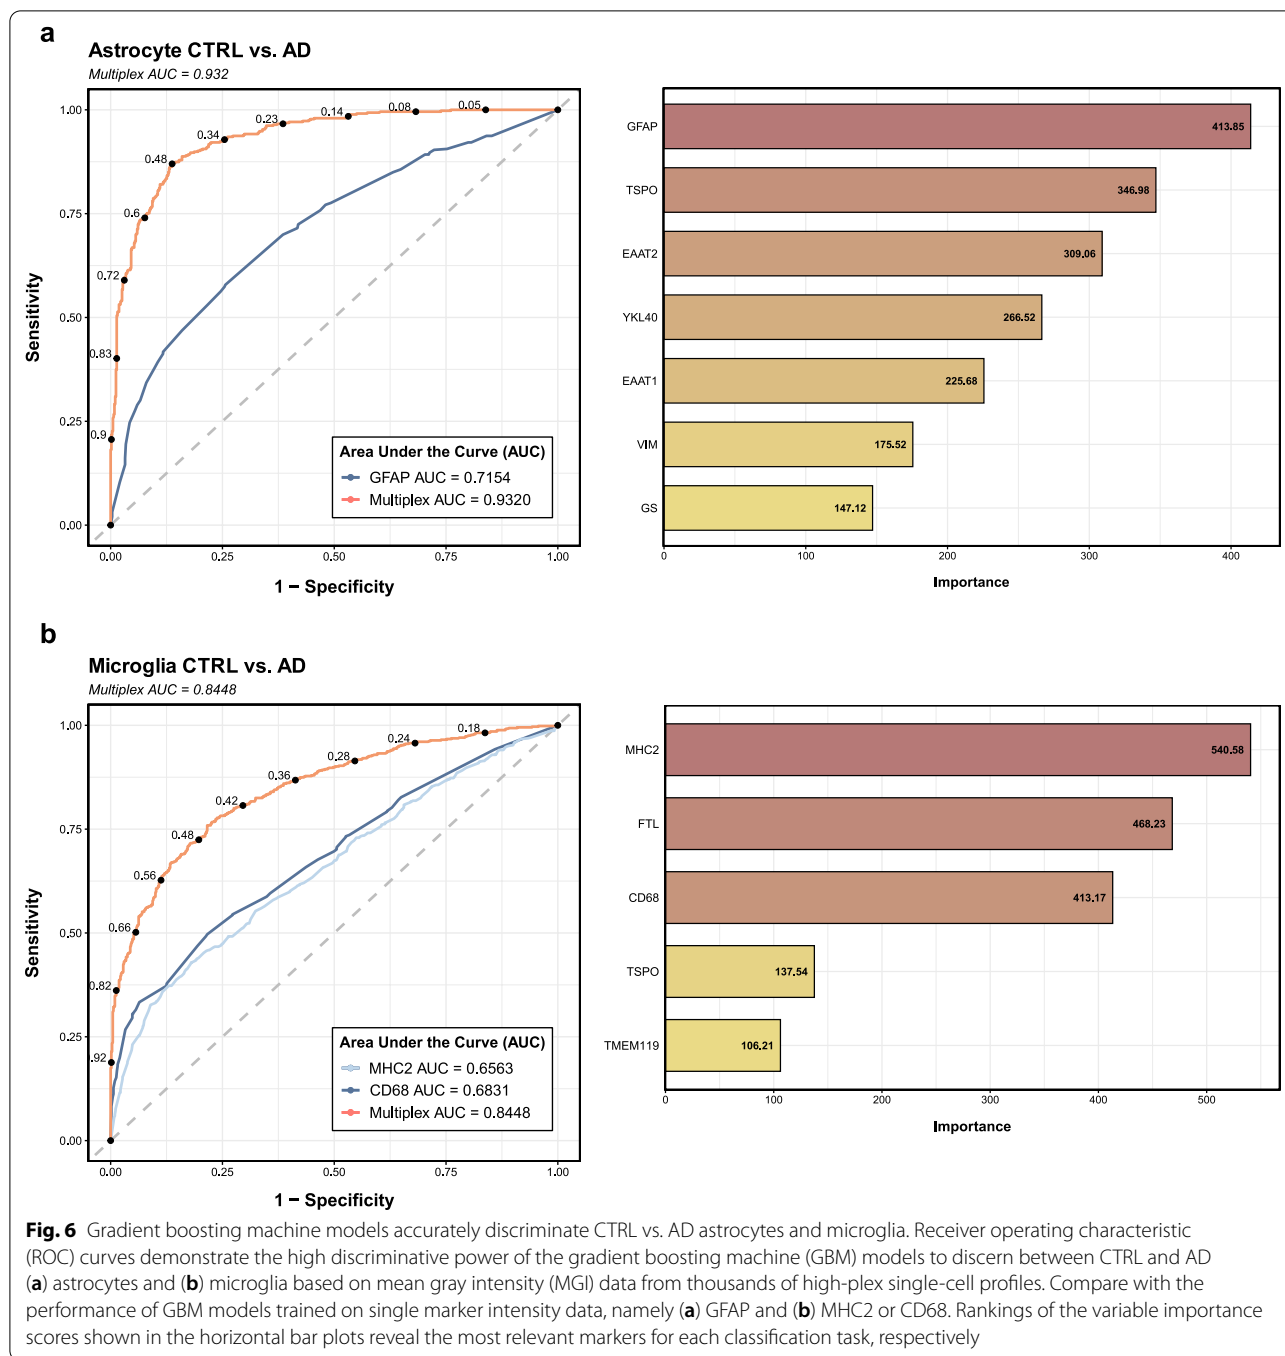 a
Astrocyte CTRL vs. AD
Multiplex AUC = 0.932
1.00
0.75
0.50
0.25
0.00
Sensitivity
0.9
0.83
0.72
0.6
0.48
0.34
0.23
0.14
0.08
0.05
Area Under the Curve (AUC)
GFAP AUC = 0.7154
Multiplex AUC = 0.9320
0.00 0.25 0.50 0.75 1.00
1 − Specificity
GFAP 413.85
TSPO 346.98
EAAT2 309.06
YKL40 266.52
EAAT1 225.68
VIM 175.52
GS 147.12
0 100 200 300 400
Importance
b
Microglia CTRL vs. AD
Multiplex AUC = 0.8448
1.00
0.75
0.50
0.25
0.00
Sensitivity
0.92
0.82
0.66
0.56
0.48
0.42
0.36
0.28
0.24
0.18
Area Under the Curve (AUC)
MHC2 AUC = 0.6563
CD68 AUC = 0.6831
Multiplex AUC = 0.8448
0.00 0.25 0.50 0.75 1.00
1 − Specificity
MHC2 540.58
FTL 468.23
CD68 413.17
TSPO 137.54
TMEM119 106.21
0 100 200 300 400 500
Importance
Fig. 6 Gradient boosting machine models accurately discriminate CTRL vs. AD astrocytes and microglia. Receiver operating characteristic
(ROC) curves demonstrate the high discriminative power of the gradient boosting machine (GBM) models to discern between CTRL and AD
(a) astrocytes and (b) microglia based on mean gray intensity (MGI) data from thousands of high-plex single-cell profiles. Compare with the
performance of GBM models trained on single marker intensity data, namely (a) GFAP and (b) MHC2 or CD68. Rankings of the variable importance
scores shown in the horizontal bar plots reveal the most relevant markers for each classification task, respectively